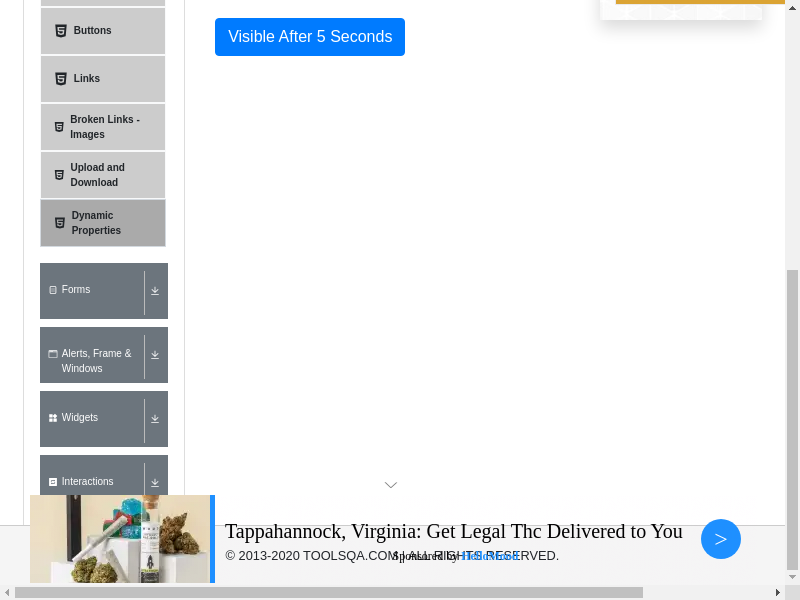 Buttons
Visible After 5 Seconds
Links
Broken Links -
Images
Upload and
Download
Dynamic
Properties
Forms
Alerts, Frame &
Windows
Widgets
Interactions
Tappahannock, Virginia: Get Legal Thc Delivered to You
>
© 2013-2020 TOOLSQA.COM | ALL RIGHTS RESERVED.
Sponsored by